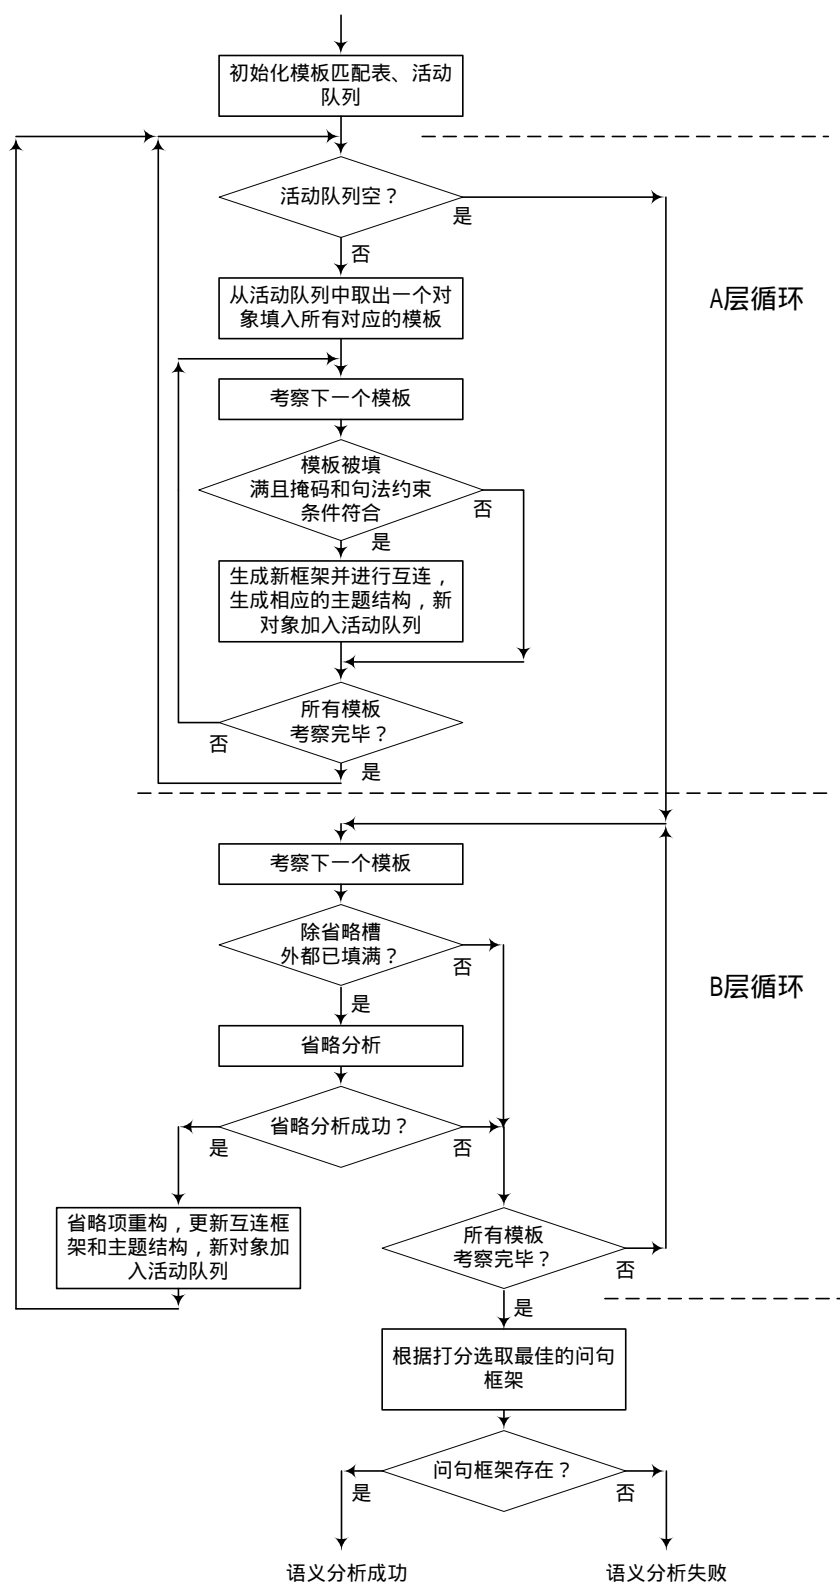 初始化模板匹配表、活动
队列
活动队列空？
是
否
从活动队列中取出一个对
象填入所有对应的模板
A层循环
考察下一个模板
模板被填
满且掩码和句法约束
条件符合
否
是
生成新框架并进行互连，
生成相应的主题结构，新
对象加入活动队列
所有模板
考察完毕？
否
是
考察下一个模板
除省略槽
外都已填满？
否
是
B层循环
省略分析
省略分析成功？
是
否
省略项重构，更新互连框
架和主题结构，新对象加
入活动队列
所有模板
考察完毕？
否
是
根据打分选取最佳的问句
框架
问句框架存在？
是
否
语义分析成功
语义分析失败